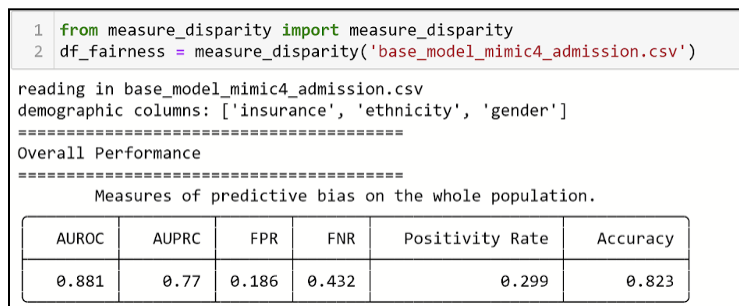 1 from measure_disparity import measure_disparity
2 df_fairness = measure_disparity('base_model_mimic4_admission.csv')
reading in base_model_mimic4_admission.csv
demographic columns: ['insurance', 'ethnicity', 'gender']
========================================
Overall Performance
========================================
Measures of predictive bias on the whole population.
AUROC AUPRC FPR FNR Positivity Rate Accuracy
0.881 0.77 0.186 0.432 0.299 0.823